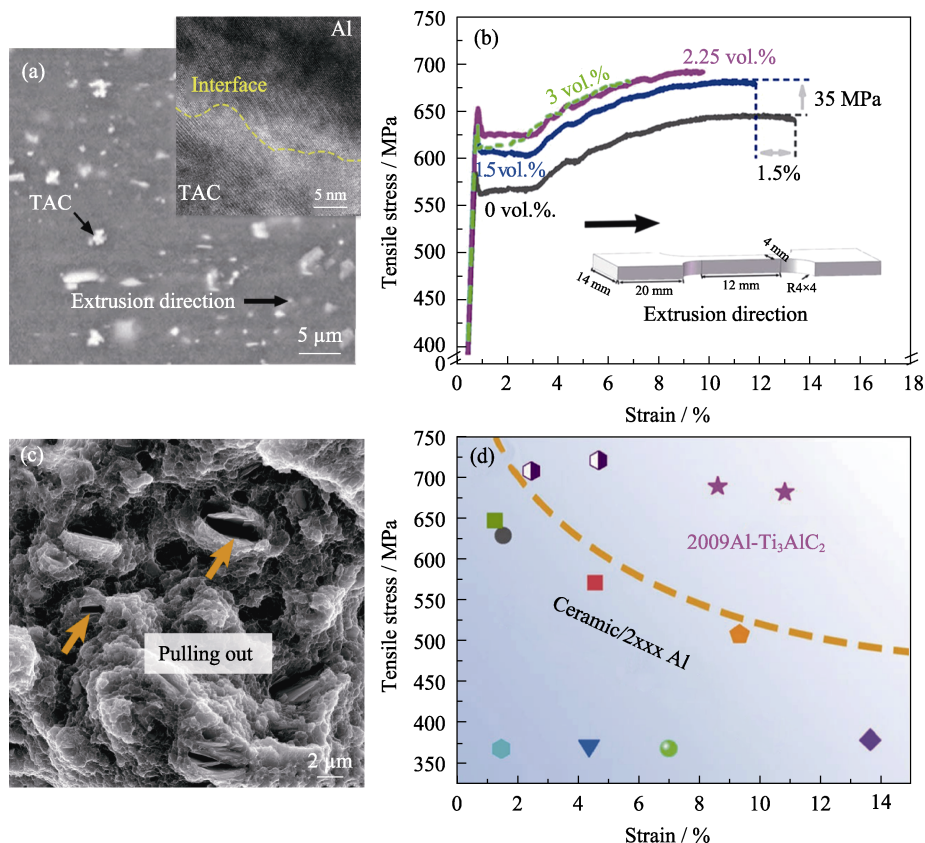 (a)
Al
Interface
TAC
5 nm
TAC
Extrusion direction
5 µm
(b)
Tensile stress / MPa
750
700
650
600
550
500
450
400
0
3 vol.%
2.25 vol.%
1.5vol.%
0 vol.%.
35 MPa
1.5%
14 mm
20 mm
12 mm
4 mm
R4×4
Extrusion direction
0 2 4 6 8 10 12 14 16 18
Strain / %
(c)
Pulling out
2 µm
(d)
Tensile stress / MPa
750
700
650
600
550
500
450
400
350
2009Al-Ti₃AlC₂
Ceramic/2xxx Al
0 2 4 6 8 10 12 14
Strain / %